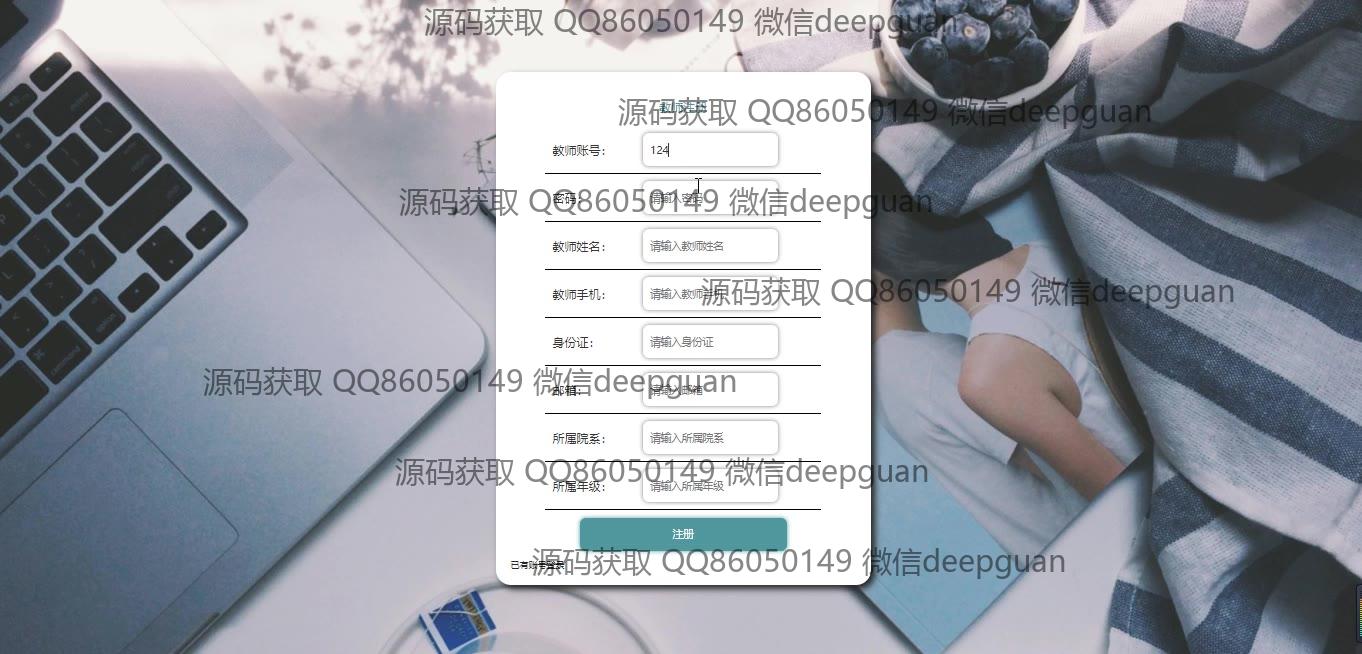 源码获取 QQ86050149 微信deepguan
教师注册
源码获取 QQ86050149 微信deepguan
教师账号： 124
密码： 请输入密码
源码获取 QQ86050149 微信deepguan
教师姓名： 请输入教师姓名
教师手机： 请输入教师手机
源码获取 QQ86050149 微信deepguan
身份证： 请输入身份证
源码获取 QQ86050149 微信deepguan
邮箱： 请输入邮箱
所属院系： 请输入所属院系
源码获取 QQ86050149 微信deepguan
所属年级： 请输入所属年级
注册
已有账号登录
源码获取 QQ86050149 微信deepguan